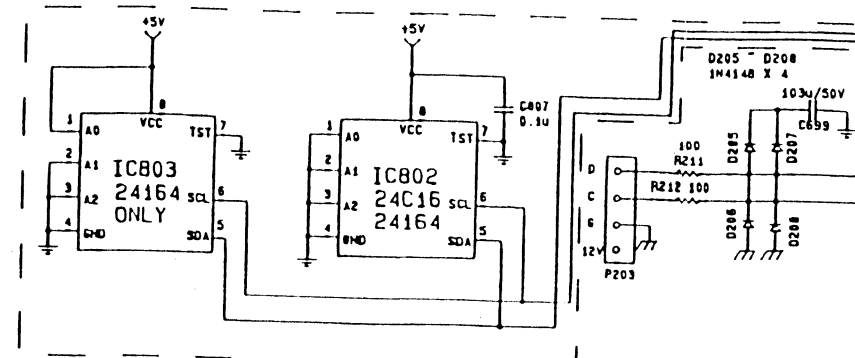 +5V
8
VCC
1
A0
TST
7
2
A1
IC803
24164
ONLY
3
A2
SCL
6
4
GND
SDA
5
+5V
8
VCC
C807
0.1U
1
A0
TST
7
2
A1
IC802
24C16
24164
3
A2
SCL
6
4
GND
SDA
5
D205 - D208
1N4148 X 4
103u/50V
C699
D205
D207
100
R211
R212 100
D
C
G
12V
P203
D206
D208